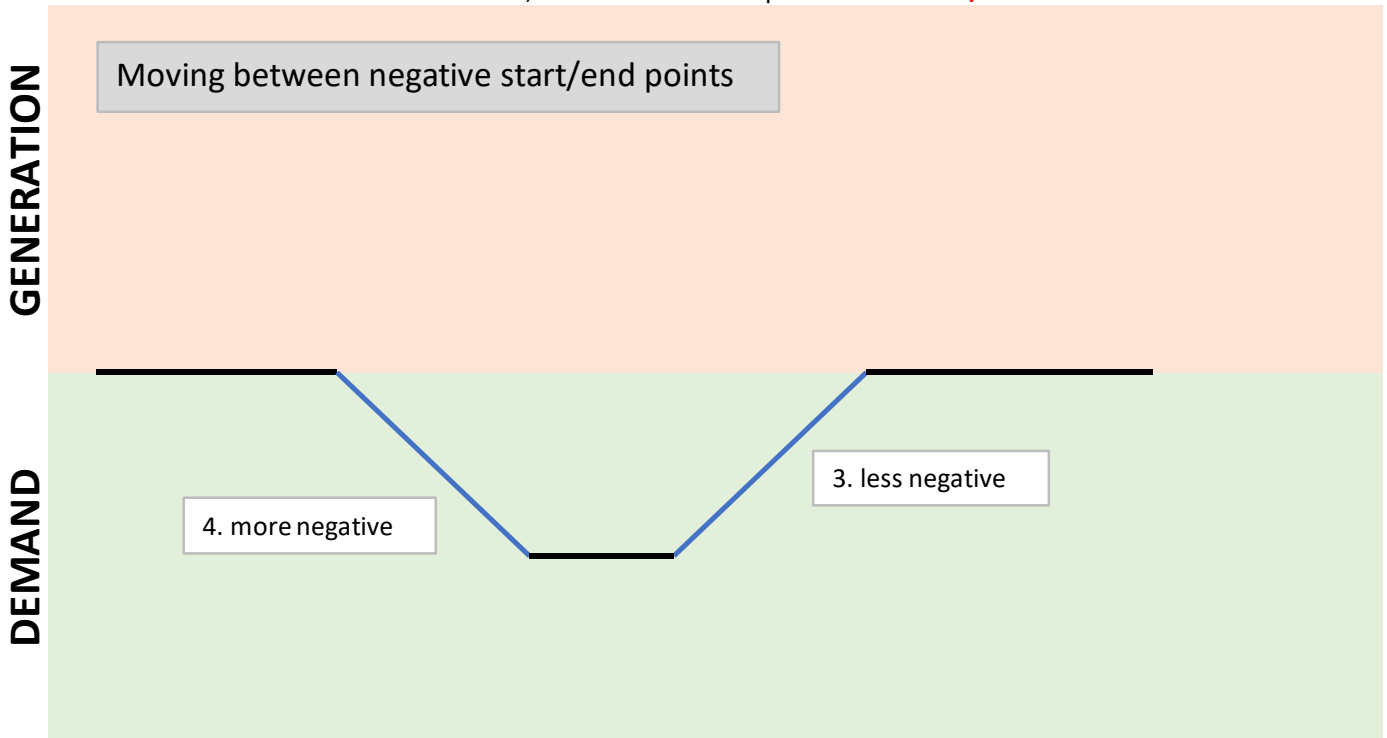 Moving between negative start/end points
GENERATION
3. less negative
4. more negative
DEMAND